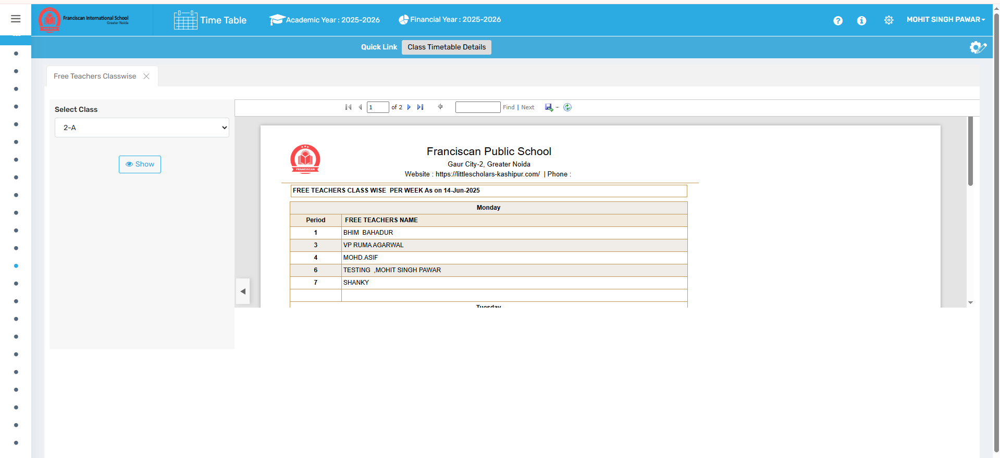 Franciscan International School
Greater Noida
Time Table
Academic Year : 2025-2026
Financial Year : 2025-2026
MOHIT SINGH PAWAR
Quick Link
Class Timetable Details
Free Teachers Classwise
Select Class
2-A
Show
1 of 2
Find | Next
FRANCISCAN
Franciscan Public School
Gaur City-2, Greater Noida
Website : https://littlescholars-kashipur.com/ | Phone :
FREE TEACHERS CLASS WISE PER WEEK As on 14-Jun-2025
Monday
Period FREE TEACHERS NAME
1 BHIM BAHADUR
3 VP RUMA AGARWAL
4 MOHD.ASIF
6 TESTING ,MOHIT SINGH PAWAR
7 SHANKY
Tuesday